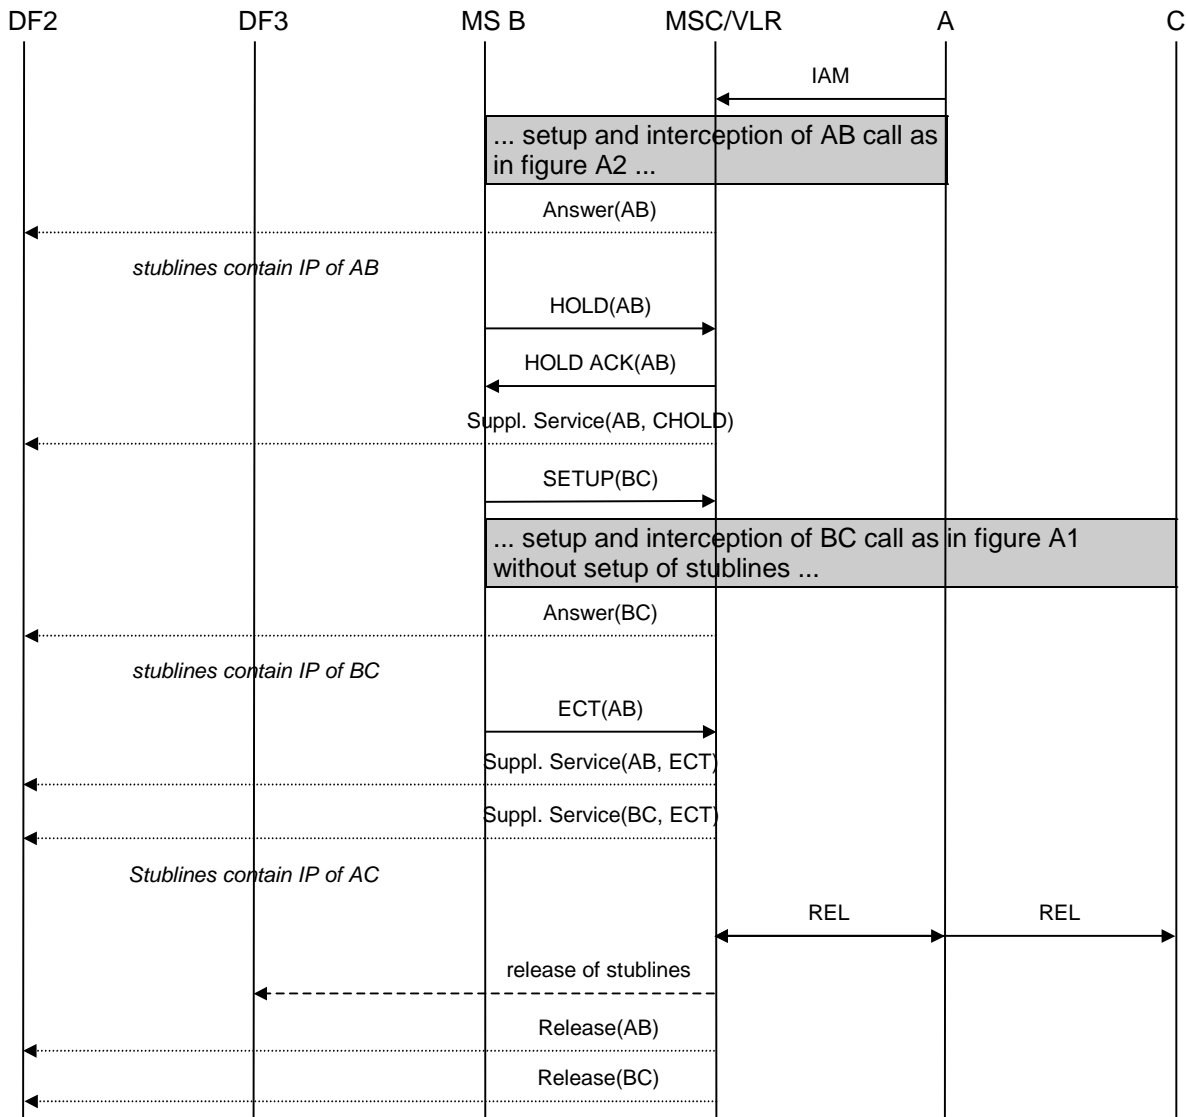 DF2 DF3 MS B MSC/VLR A C
IAM
... setup and interception of AB call as
in figure A2 ...
Answer(AB)
stublines contain IP of AB
HOLD(AB)
HOLD ACK(AB)
Suppl. Service(AB, CHOLD)
SETUP(BC)
... setup and interception of BC call as in figure A1
without setup of stublines ...
Answer(BC)
stublines contain IP of BC
ECT(AB)
Suppl. Service(AB, ECT)
Suppl. Service(BC, ECT)
Stublines contain IP of AC
REL REL
release of stublines
Release(AB)
Release(BC)